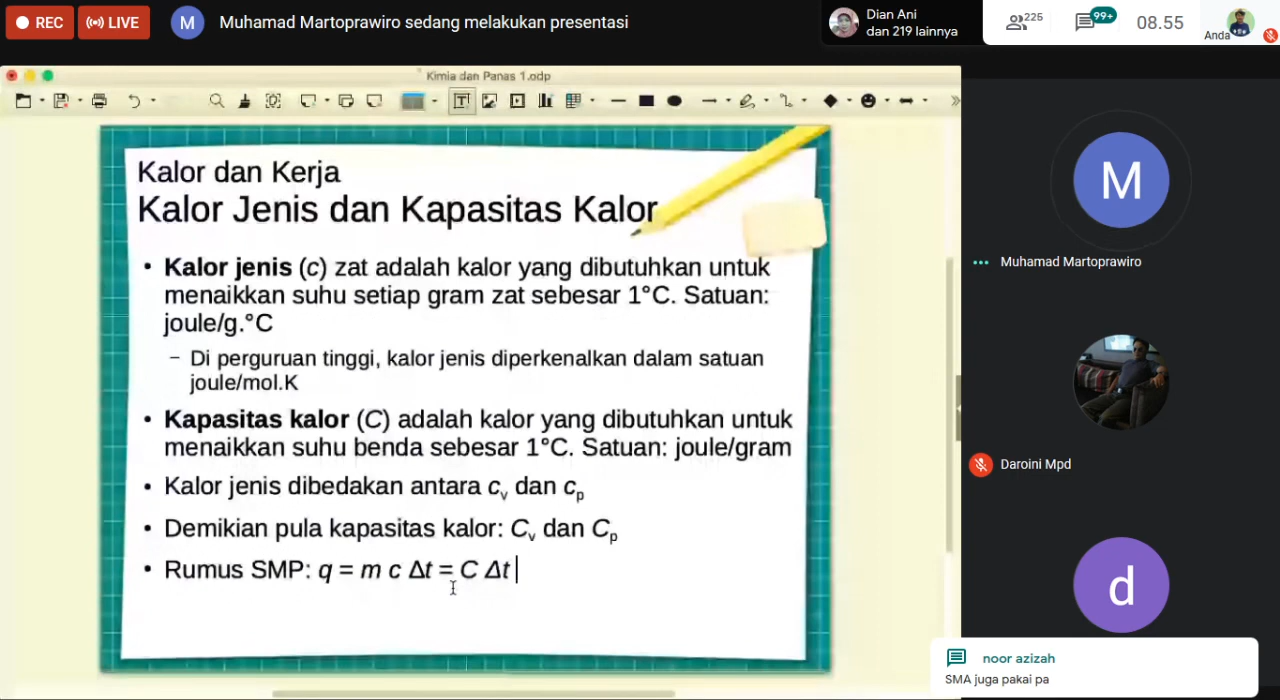 REC
LIVE
M
Muhamad Martoprawiro sedang melakukan presentasi
Dian Ani
dan 219 lainnya
225
99+
08.55
Anda
Kimia dan Panas 1.odp
Kalor dan Kerja
Kalor Jenis dan Kapasitas Kalor
• Kalor jenis (c) zat adalah kalor yang dibutuhkan untuk
menaikkan suhu setiap gram zat sebesar 1°C. Satuan:
joule/g.°C
– Di perguruan tinggi, kalor jenis diperkenalkan dalam satuan
joule/mol.K
• Kapasitas kalor (C) adalah kalor yang dibutuhkan untuk
menaikkan suhu benda sebesar 1°C. Satuan: joule/gram
• Kalor jenis dibedakan antara cv dan cp
• Demikian pula kapasitas kalor: Cv dan Cp
• Rumus SMP: q = m c Δt = C Δt
M
Muhamad Martoprawiro
Daroini Mpd
d
noor azizah
SMA juga pakai pa